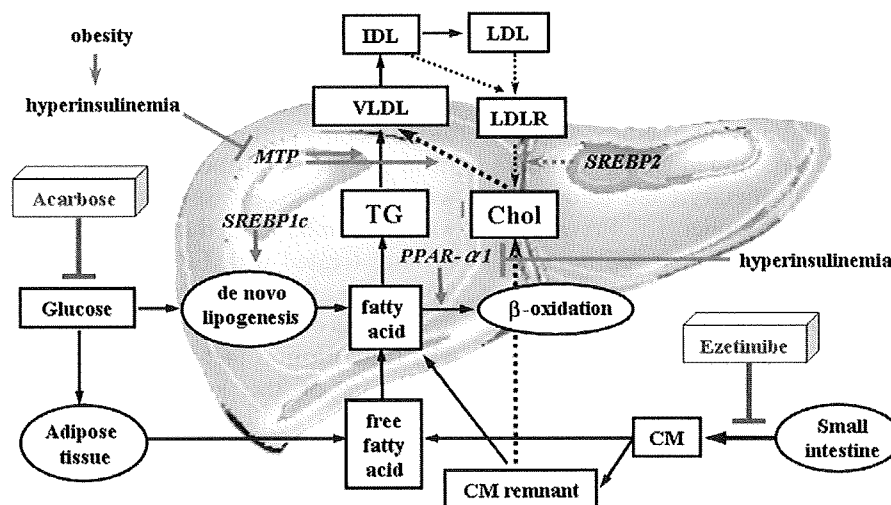 obesity
hyperinsulinemia
IDL
LDL
VLDL
LDLR
MTP
SREBP2
Acarbose
SREBP1c
TG
Chol
PPAR-α1
hyperinsulinemia
Glucose
de novo
lipogenesis
fatty
acid
β-oxidation
Ezetimibe
Adipose
tissue
free
fatty
acid
CM
Small
intestine
CM remnant